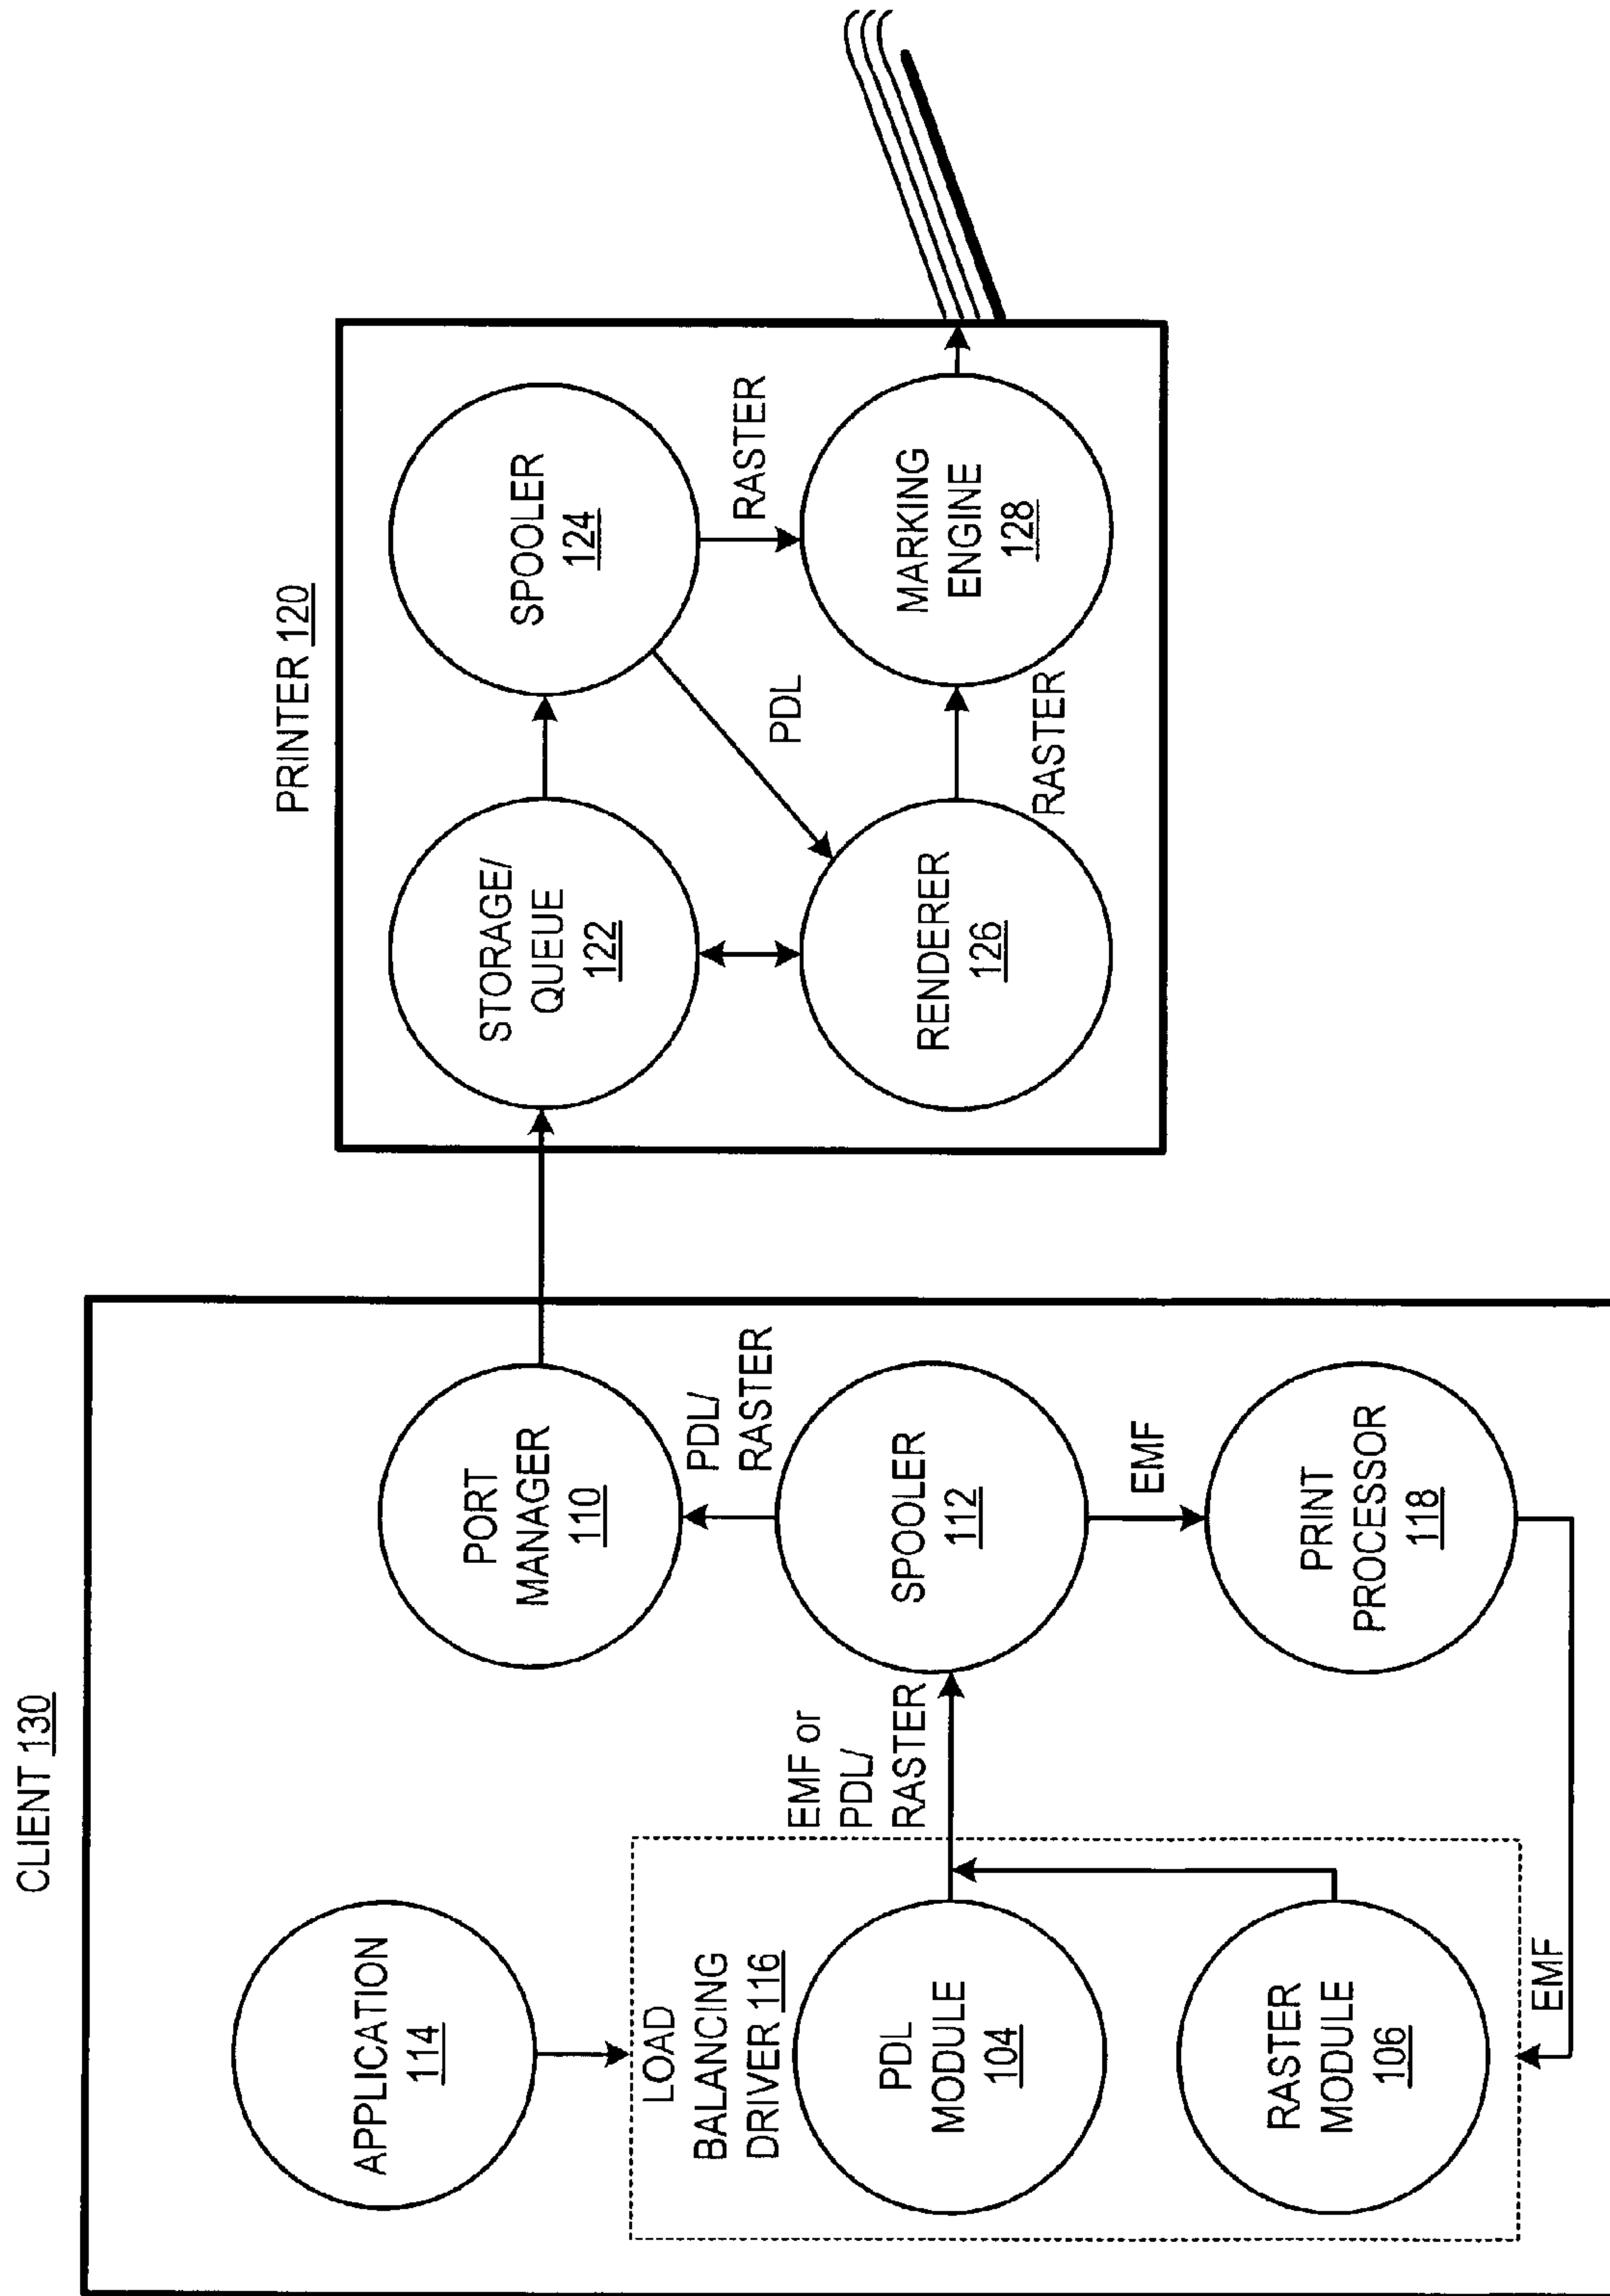 CLIENT 130
APPLICATION
114
LOAD
BALANCING
DRIVER 116
PDL
MODULE
104
RASTER
MODULE
106
EMF or
PDL/
RASTER
PORT
MANAGER
110
PDL/
RASTER
SPOOLER
112
EMF
PRINT
PROCESSOR
118
EMF
PRINTER 120
STORAGE/
QUEUE
122
SPOOLER
124
PDL
RASTER
RENDERER
126
RASTER
MARKING
ENGINE
128